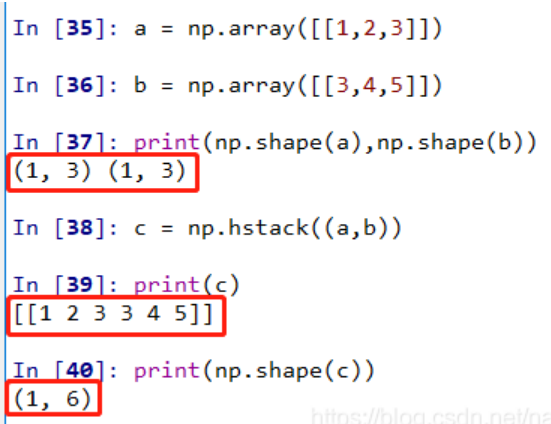 In [35]: a = np.array([[1,2,3]])
In [36]: b = np.array([[3,4,5]])
In [37]: print(np.shape(a),np.shape(b))
(1, 3) (1, 3)
In [38]: c = np.hstack((a,b))
In [39]: print(c)
[[1 2 3 3 4 5]]
In [40]: print(np.shape(c))
(1, 6)
https://blog.csdn.net/na